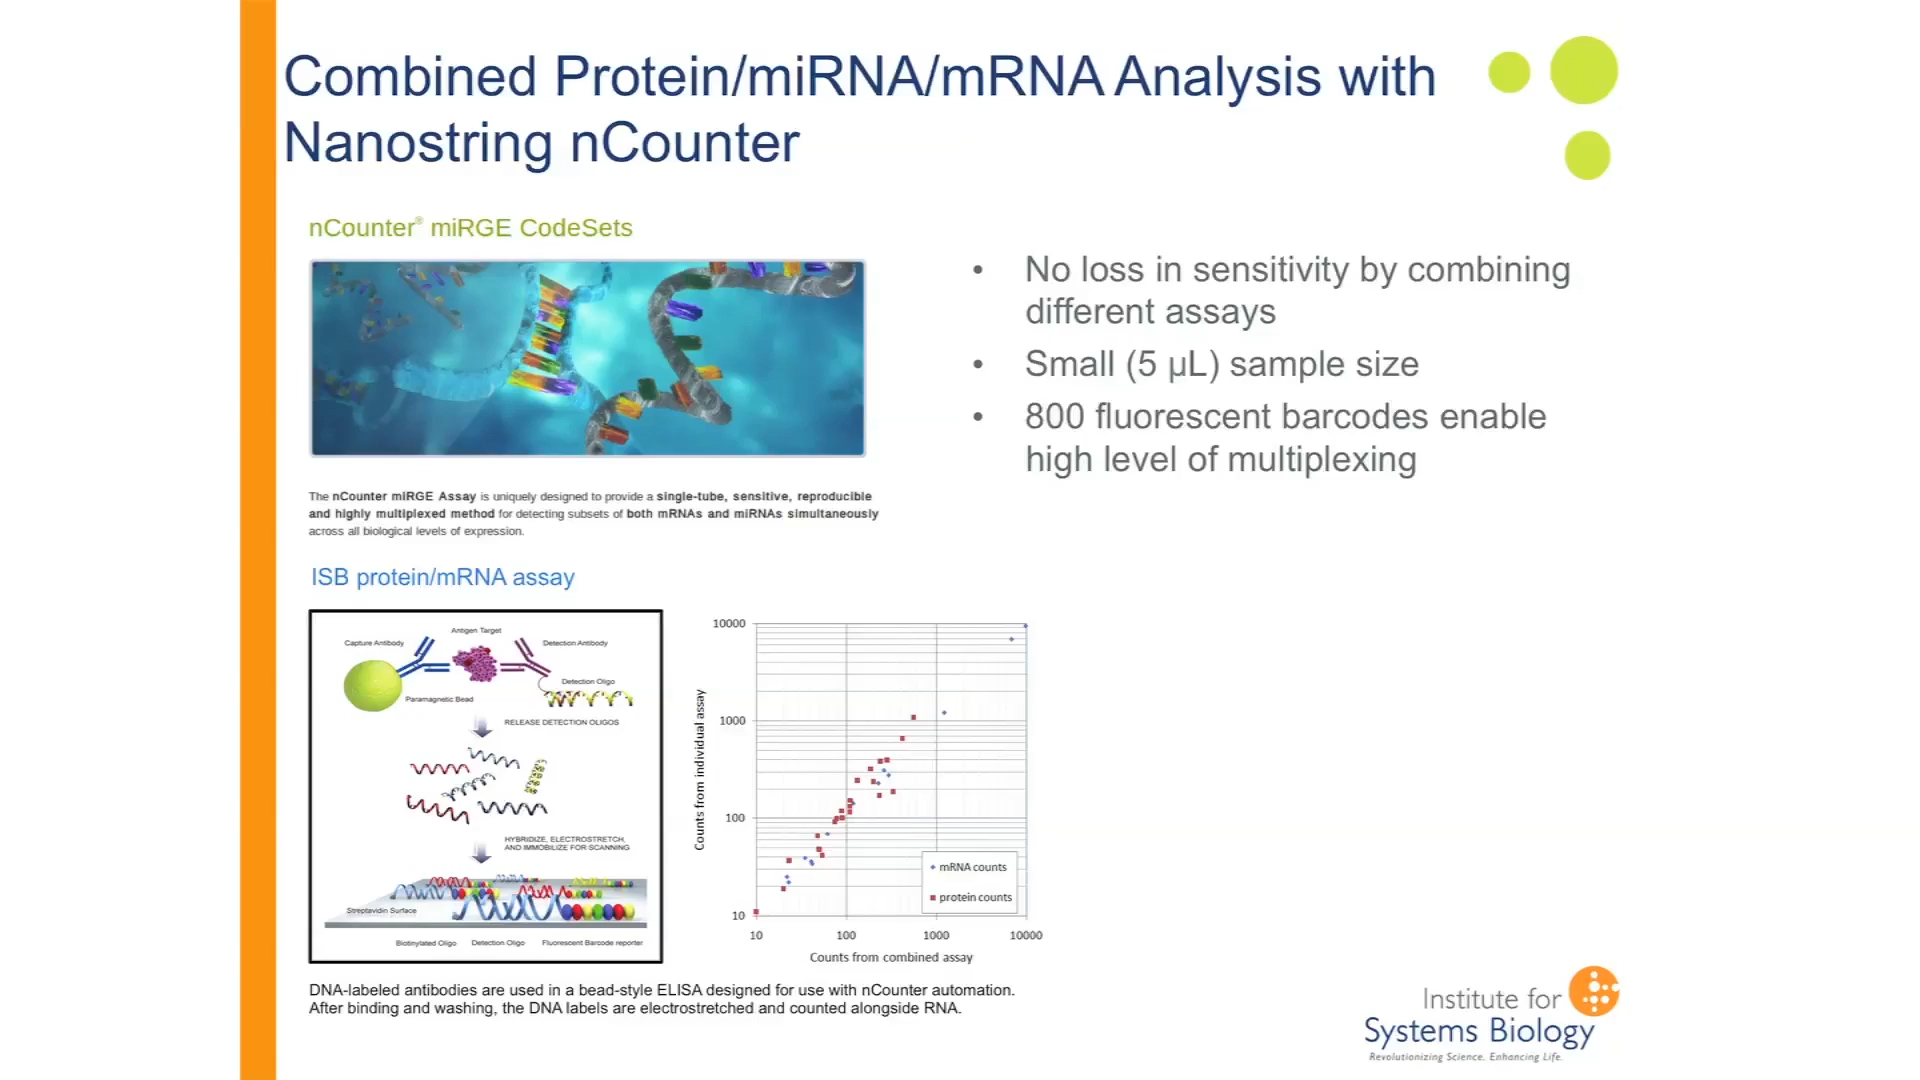 Combined Protein/miRNA/mRNA Analysis with
Nanostring nCounter
nCounter® miRGE CodeSets
The nCounter miRGE Assay is uniquely designed to provide a single-tube, sensitive, reproducible
and highly multiplexed method for detecting subsets of both mRNAs and miRNAs simultaneously
across all biological levels of expression.
• No loss in sensitivity by combining
different assays
• Small (5 µL) sample size
• 800 fluorescent barcodes enable
high level of multiplexing
ISB protein/mRNA assay
Antigen Target
Capture Antibody
Detection Antibody
Detection Oligo
Paramagnetic Bead
RELEASE DETECTION OLIGOS
HYBRIDIZE, ELECTROSTRETCH,
AND IMMOBILIZE FOR SCANNING
Streptavidin Surface
Biotinylated Oligo Detection Oligo Fluorescent Barcode reporter
Counts from individual assay
10000
1000
100
10
mRNA counts
protein counts
10 100 1000 10000
Counts from combined assay
DNA-labeled antibodies are used in a bead-style ELISA designed for use with nCounter automation.
After binding and washing, the DNA labels are electrostretched and counted alongside RNA.
Institute for
Systems Biology
Revolutionizing Science. Enhancing Life.